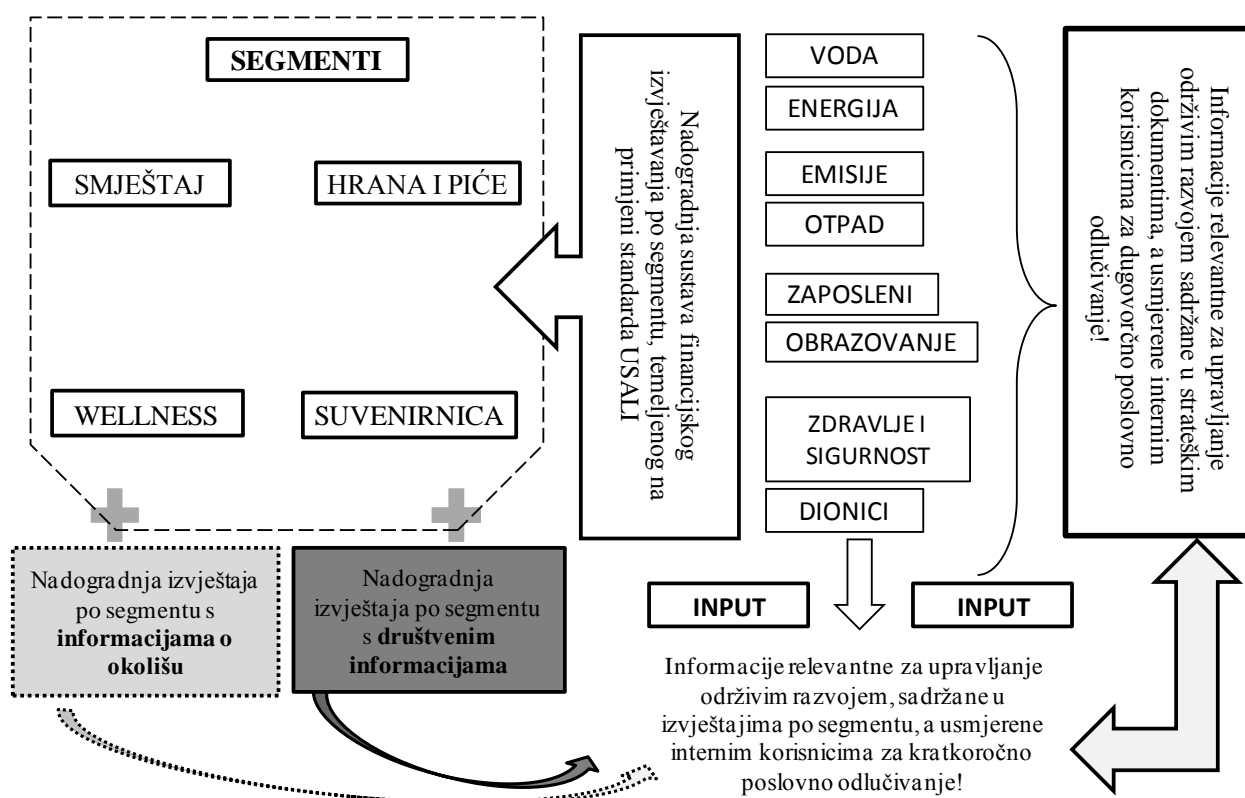 SEGMENTI
SMJEŠTAJ
HRANA I PIĆE
WELLNESS
SUVENIRNICA
Nadogradnja sustava financijskog
izvještavanja po segmentu, temeljenog na
primjeni standarda USALI
VODA
ENERGIJA
EMISIJE
OTPAD
ZAPOSLENI
OBRAZOVANJE
ZDRAVLJE I
SIGURNOST
DIONICI
Informacije relevantne za upravljanje
održivim razvojem sadržane u strateškim
dokumentima, a usmjerene internim
korisnicima za dugovorčno poslovno
odlučivanje!
Nadogradnja izvještaja
po segmentu s
informacijama o
okolišu
Nadogradnja
izvještaja po segmentu
s društvenim
informacijama
INPUT
INPUT
Informacije relevantne za upravljanje
održivim razvojem, sadržane u
izvještajima po segmentu, a usmjerene
internim korisnicima za kratkoročno
poslovno odlučivanje!